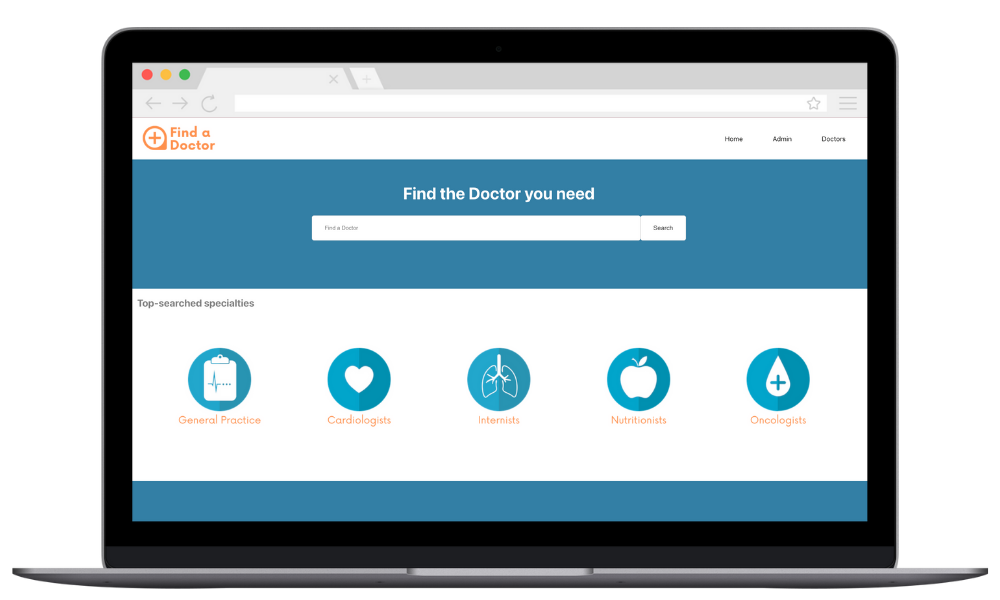 Find a
Doctor
Home Admin Doctors
Find the Doctor you need
Find a Doctor Search
Top-searched specialties
General Practice Cardiologists Internists Nutritionists Oncologists